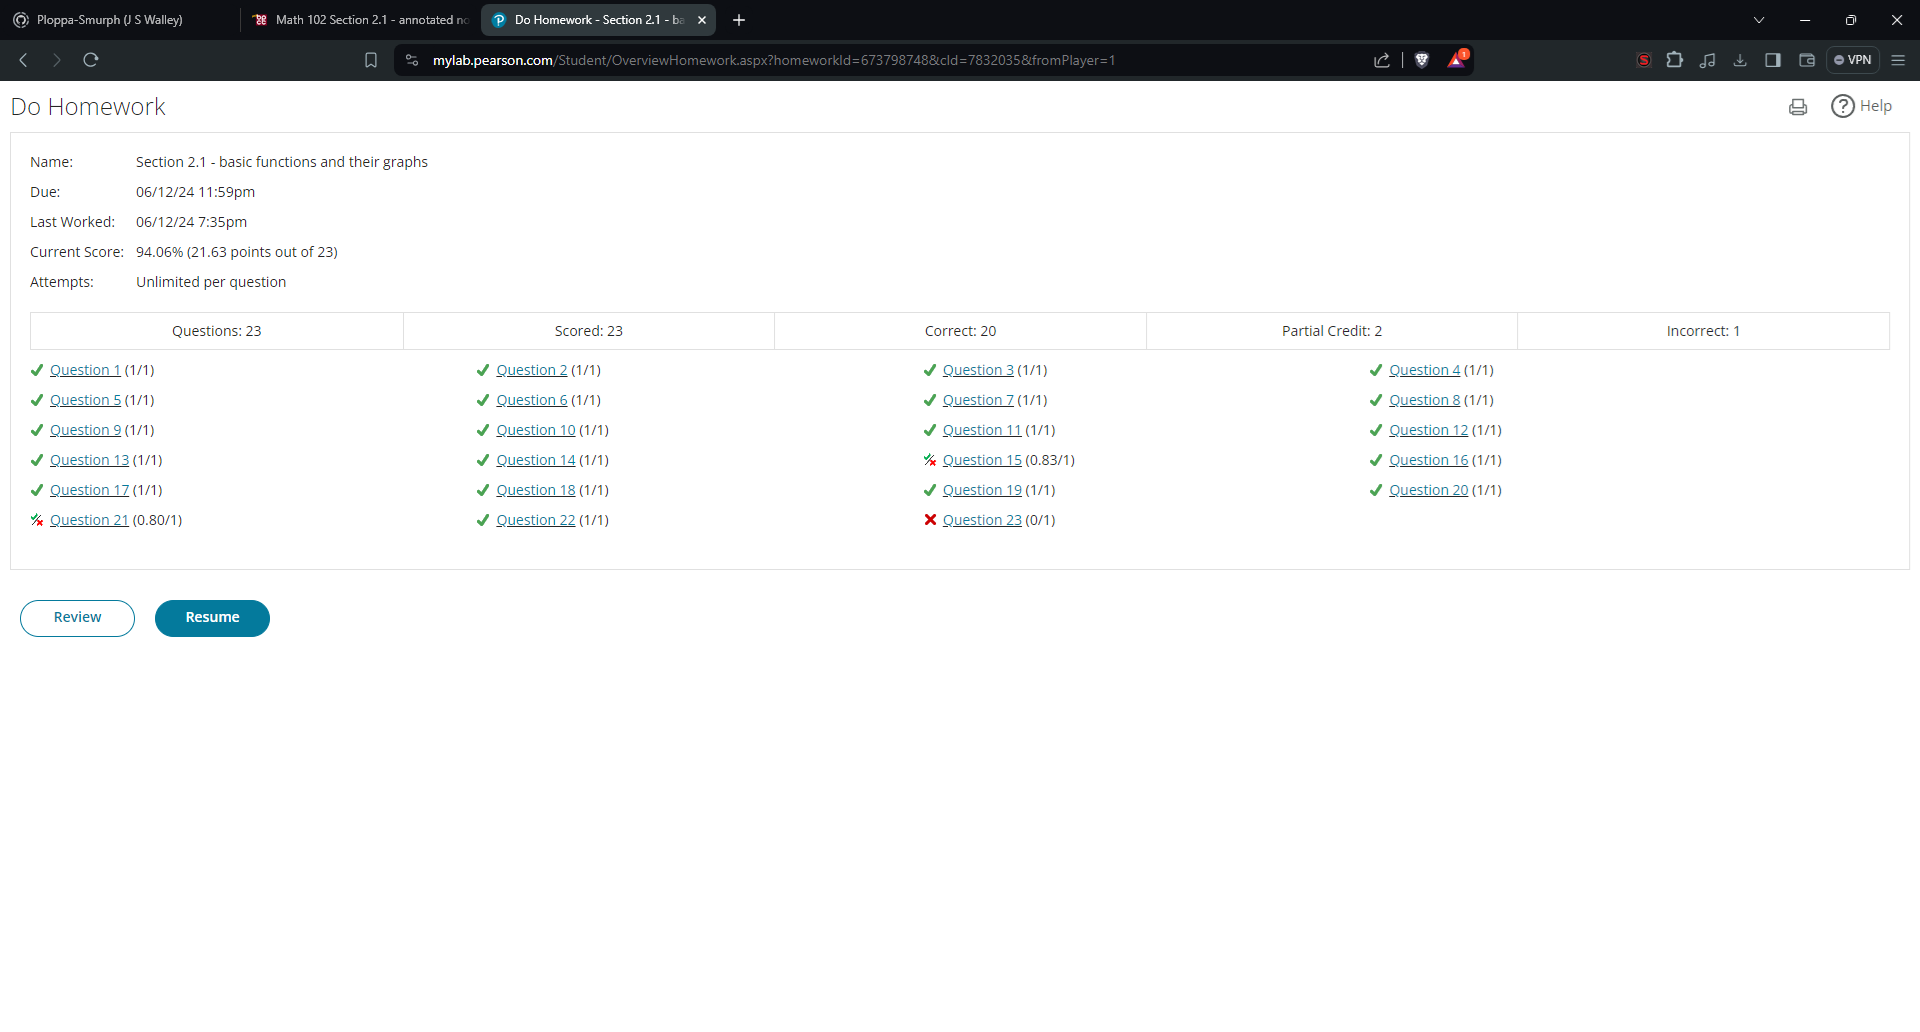 Ploppa-Smurph (J S Walley)
Math 102 Section 2.1 - annotated no
Do Homework - Section 2.1 - ba
mylab.pearson.com/Student/OverviewHomework.aspx?homeworkId=673798748&cId=7832035&fromPlayer=1
1
S
VPN
Do Homework
Help
Name: Section 2.1 - basic functions and their graphs
Due: 06/12/24 11:59pm
Last Worked: 06/12/24 7:35pm
Current Score: 94.06% (21.63 points out of 23)
Attempts: Unlimited per question
Questions: 23 Scored: 23 Correct: 20 Partial Credit: 2 Incorrect: 1
Question 1 (1/1) Question 2 (1/1) Question 3 (1/1) Question 4 (1/1)
Question 5 (1/1) Question 6 (1/1) Question 7 (1/1) Question 8 (1/1)
Question 9 (1/1) Question 10 (1/1) Question 11 (1/1) Question 12 (1/1)
Question 13 (1/1) Question 14 (1/1) Question 15 (0.83/1) Question 16 (1/1)
Question 17 (1/1) Question 18 (1/1) Question 19 (1/1) Question 20 (1/1)
Question 21 (0.80/1) Question 22 (1/1) Question 23 (0/1)
Review Resume